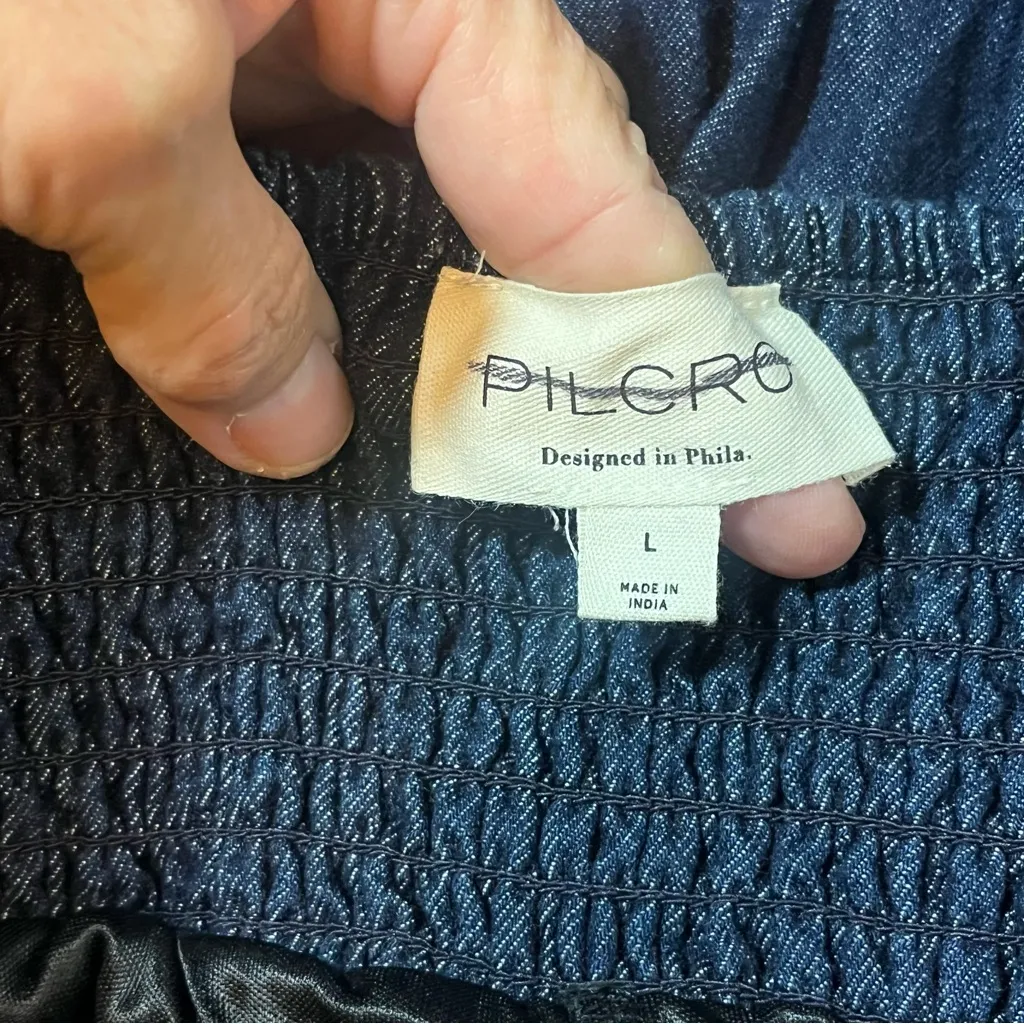 PILCRO
Designed in Phila.
L
MADE IN
INDIA